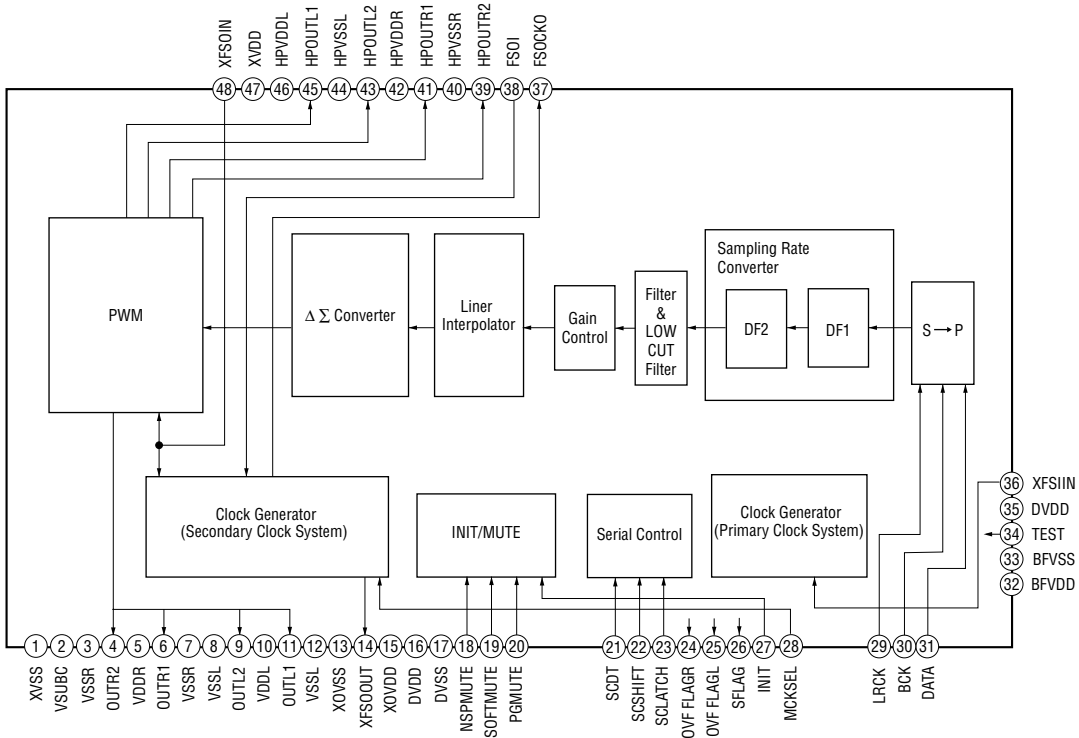 XFSOIN
XVDD
HPVDDL
HPOUTL1
HPVSSL
HPOUTL2
HPVDDR
HPOUTR1
HPVSSR
HPOUTR2
FSOI
FSOCKO
48 47 46 45 44 43 42 41 40 39 38 37
PWM
Δ Σ Converter
Liner
Interpolator
Gain
Control
Filter
&
LOW
CUT
Filter
Sampling Rate
Converter
DF2
DF1
S → P
Clock Generator
(Secondary Clock System)
INIT/MUTE
Serial Control
Clock Generator
(Primary Clock System)
36 XFSIIN
35 DVDD
34 TEST
33 BFVSS
32 BFVDD
1 2 3 4 5 6 7 8 9 10 11 12 13 14 15 16 17 18 19 20 21 22 23 24 25 26 27 28 29 30 31
XVSS
VSUBC
VSSR
OUTR2
VDDR
OUTR1
VSSR
VSSL
OUTL2
VDDL
OUTL1
VSSL
XOVSS
XFSOOUT
XOVDD
DVDD
DVSS
NSPMUTE
SOFTMUTE
PGMUTE
SCDT
SCSHIFT
SCLATCH
OVF FLAGR
OVF FLAGL
SFLAG
INIT
MCKSEL
LRCK
BCK
DATA